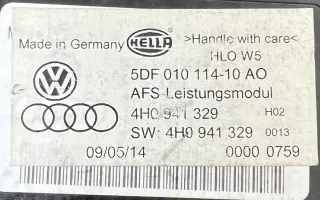 Made in Germany HELLA >Handle with care<
HLO W5
5DF 010 114-10 AO
AFS-Leistungsmodul
4H0 941 329 H02
SW: 4H0 941 329 0013
09/05/14 0000 0759